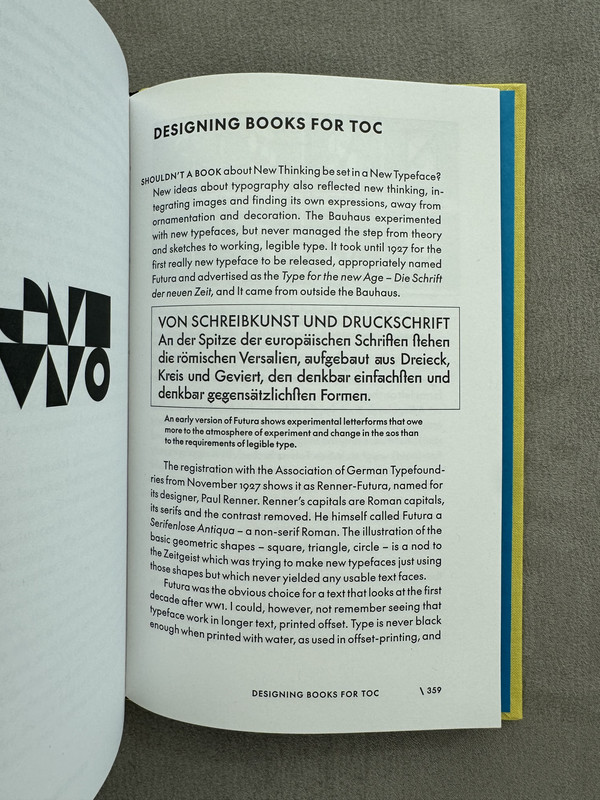 DESIGNING BOOKS FOR TOC
SHOULDN'T A BOOK about New Thinking be set in a New Typeface?
New ideas about typography also reflected new thinking, in-
tegrating images and finding its own expressions, away from
ornamentation and decoration. The Bauhaus experimented
with new typefaces, but never managed the step from theory
and sketches to working, legible type. It took until 1927 for the
first really new typeface to be released, appropriately named
Futura and advertised as the Type for the new Age – Die Schrift
der neuen Zeit, and It came from outside the Bauhaus.
VON SCHREIBKUNST UND DRUCKSCHRIFT
An der Spitze der europäischen Schriften stehen
die römischen Versalien, aufgebaut aus Dreieck,
Kreis und Geviert, den denkbar einfachsten und
denkbar gegensätzlichsten Formen.
An early version of Futura shows experimental letterforms that owe
more to the atmosphere of experiment and change in the 20s than
to the requirements of legible type.
The registration with the Association of German Typefound-
ries from November 1927 shows it as Renner-Futura, named for
its designer, Paul Renner. Renner's capitals are Roman capitals,
its serifs and the contrast removed. He himself called Futura a
Serifenlose Antiqua – a non-serif Roman. The illustration of the
basic geometric shapes – square, triangle, circle – is a nod to
the Zeitgeist which was trying to make new typefaces just using
those shapes but which never yielded any usable text faces.
Futura was the obvious choice for a text that looks at the first
decade after WW1. I could, however, not remember seeing that
typeface work in longer text, printed offset. Type is never black
enough when printed with water, as used in offset-printing, and
DESIGNING BOOKS FOR TOC \ 359